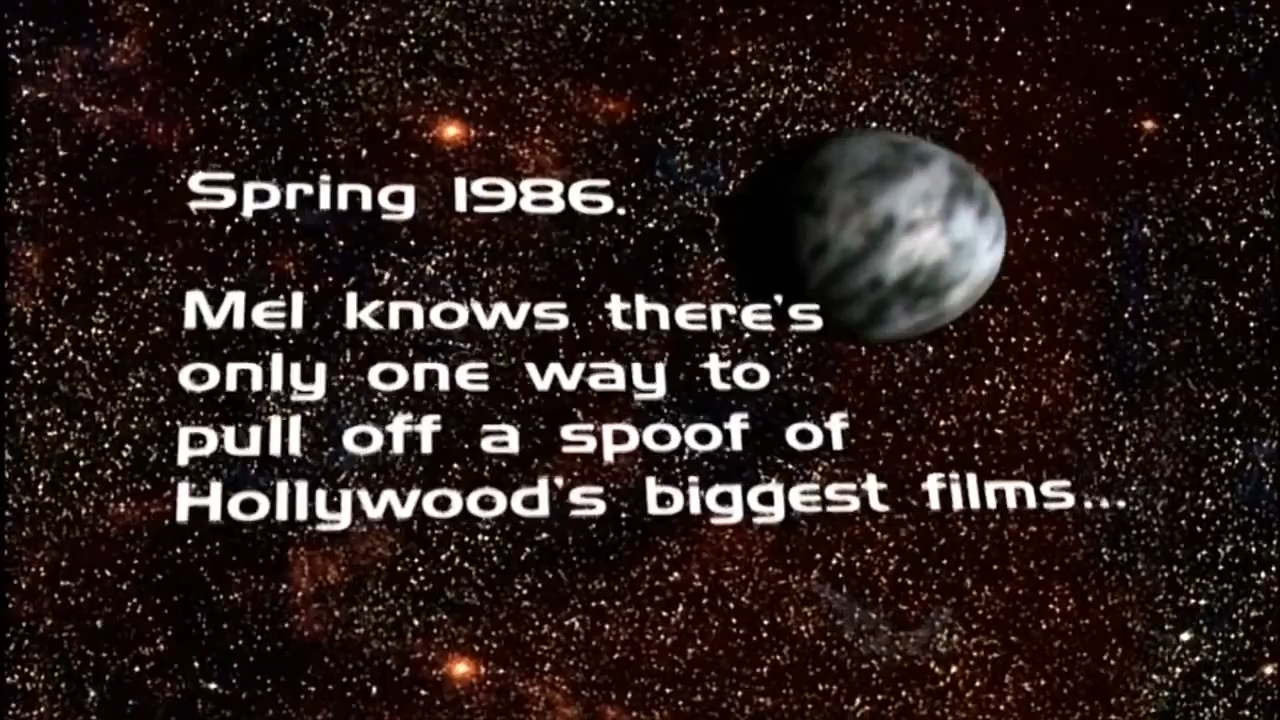 Spring 1986.
Mel knows there's
only one way to
pull off a spoof of
Hollywood's biggest films...